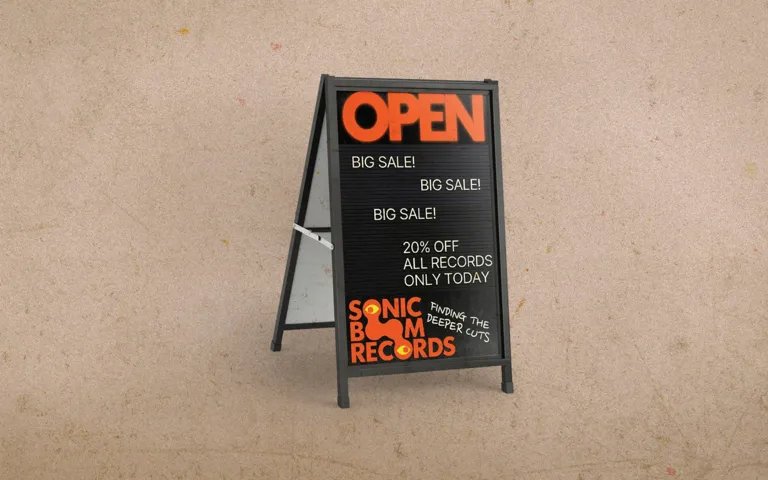 OPEN
BIG SALE!
BIG SALE!
BIG SALE!
20% OFF
ALL RECORDS
ONLY TODAY
SONIC
BOOM
RECORDS
FINDING THE
DEEPER CUTS